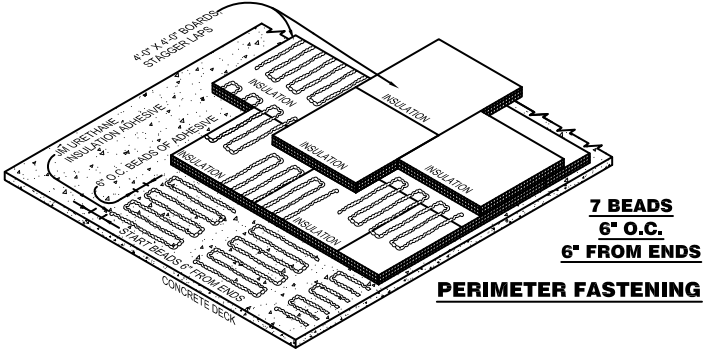 4'-0" X 4'-0" BOARDS,
STAGGER LAPS
JM URETHANE
INSULATION ADHESIVE
6" O.C. BEADS OF ADHESIVE
INSULATION
INSULATION
INSULATION
INSULATION
INSULATION
INSULATION
START BEADS 6" FROM ENDS
CONCRETE DECK
7 BEADS
6" O.C.
6" FROM ENDS
PERIMETER FASTENING